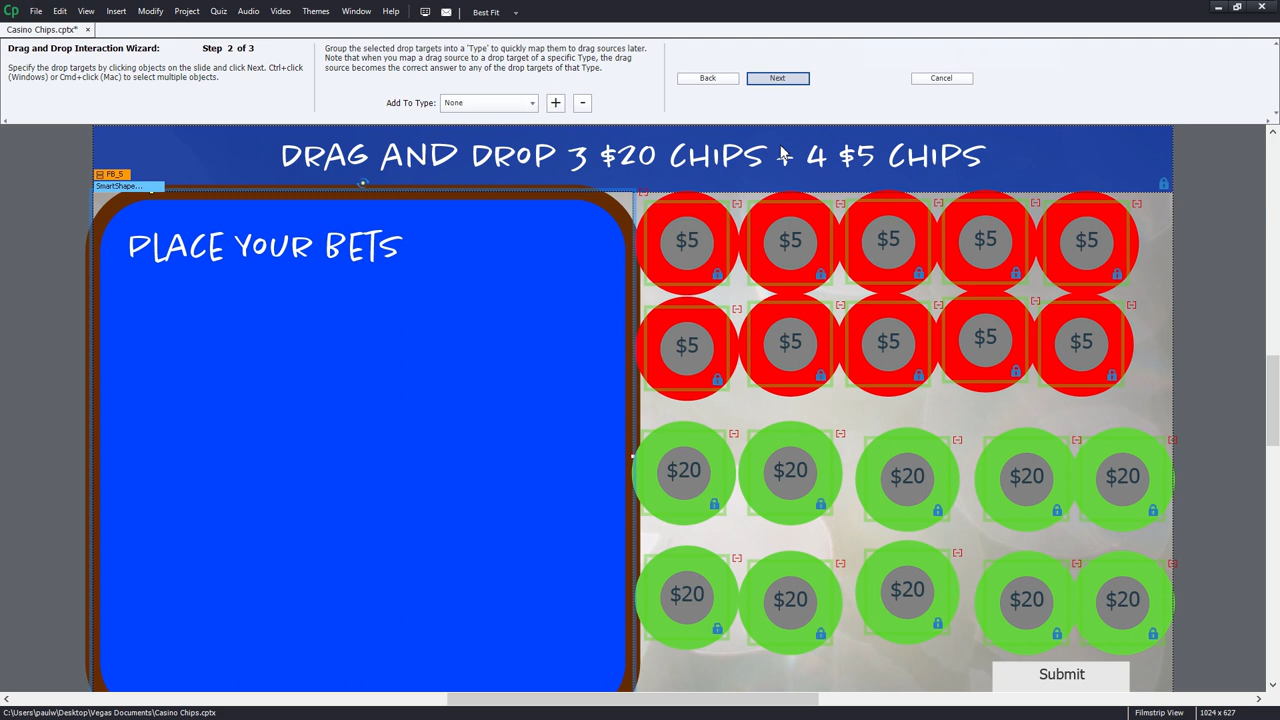 Cp File Edit View Insert Modify Project Quiz Audio Video Themes Window Help Best Fit
Casino Chips.cptx* ×
Drag and Drop Interaction Wizard: Step 2 of 3
Specify the drop targets by clicking objects on the slide and click Next. Ctrl+click
(Windows) or Cmd+click (Mac) to select multiple objects.
Group the selected drop targets into a 'Type' to quickly map them to drag sources later.
Note that when you map a drag source to a drop target of a specific Type, the drag
source becomes the correct answer to any of the drop targets of that Type.
Add To Type: None + -
Back Next Cancel
DRAG AND DROP 3 $20 CHIPS + 4 $5 CHIPS
FB_5
SmartShape...
PLACE YOUR BETS
$5 $5 $5 $5 $5
$5 $5 $5 $5 $5
$20 $20 $20 $20 $20
$20 $20 $20 $20 $20
Submit
C:\Users\paulw\Desktop\Vegas Documents\Casino Chips.cptx Filmstrip View 1024 x 627